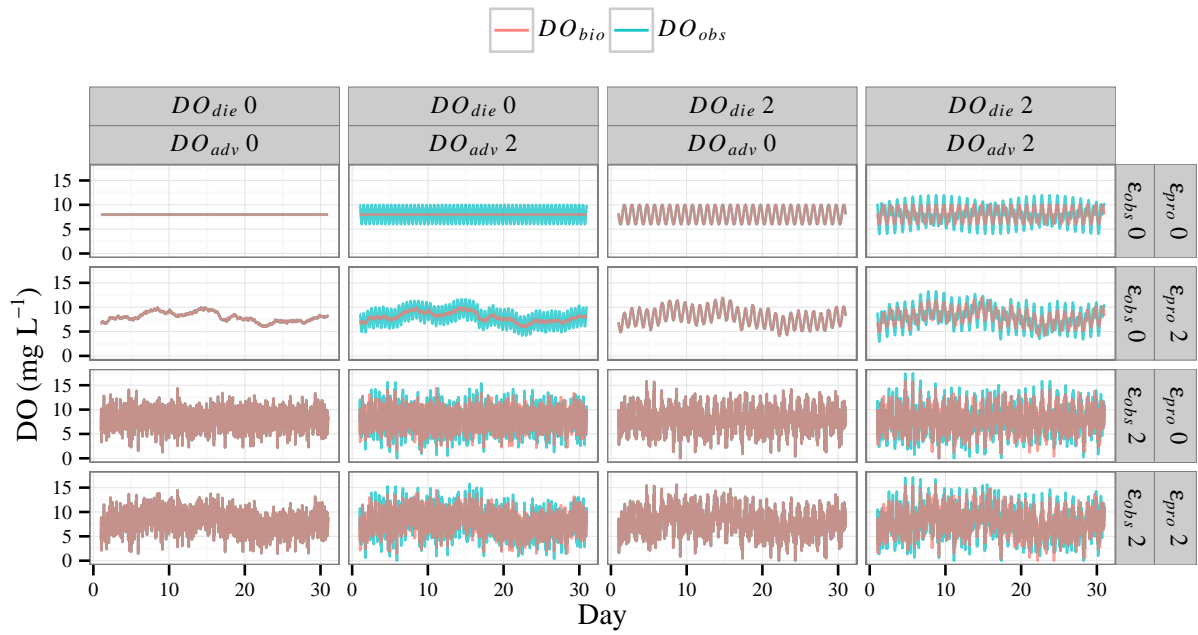 DO_bio DO_obs
DO_die 0 DO_die 0 DO_die 2 DO_die 2
DO_adv 0 DO_adv 2 DO_adv 0 DO_adv 2
15
10
5
0
ε_obs 0 ε_pro 0
15
10
5
0
ε_obs 0 ε_pro 2
15
10
5
0
ε_obs 2 ε_pro 0
15
10
5
0
ε_obs 2 ε_pro 2
DO (mg L⁻¹)
0 10 20 30 0 10 20 30 0 10 20 30 0 10 20 30
Day